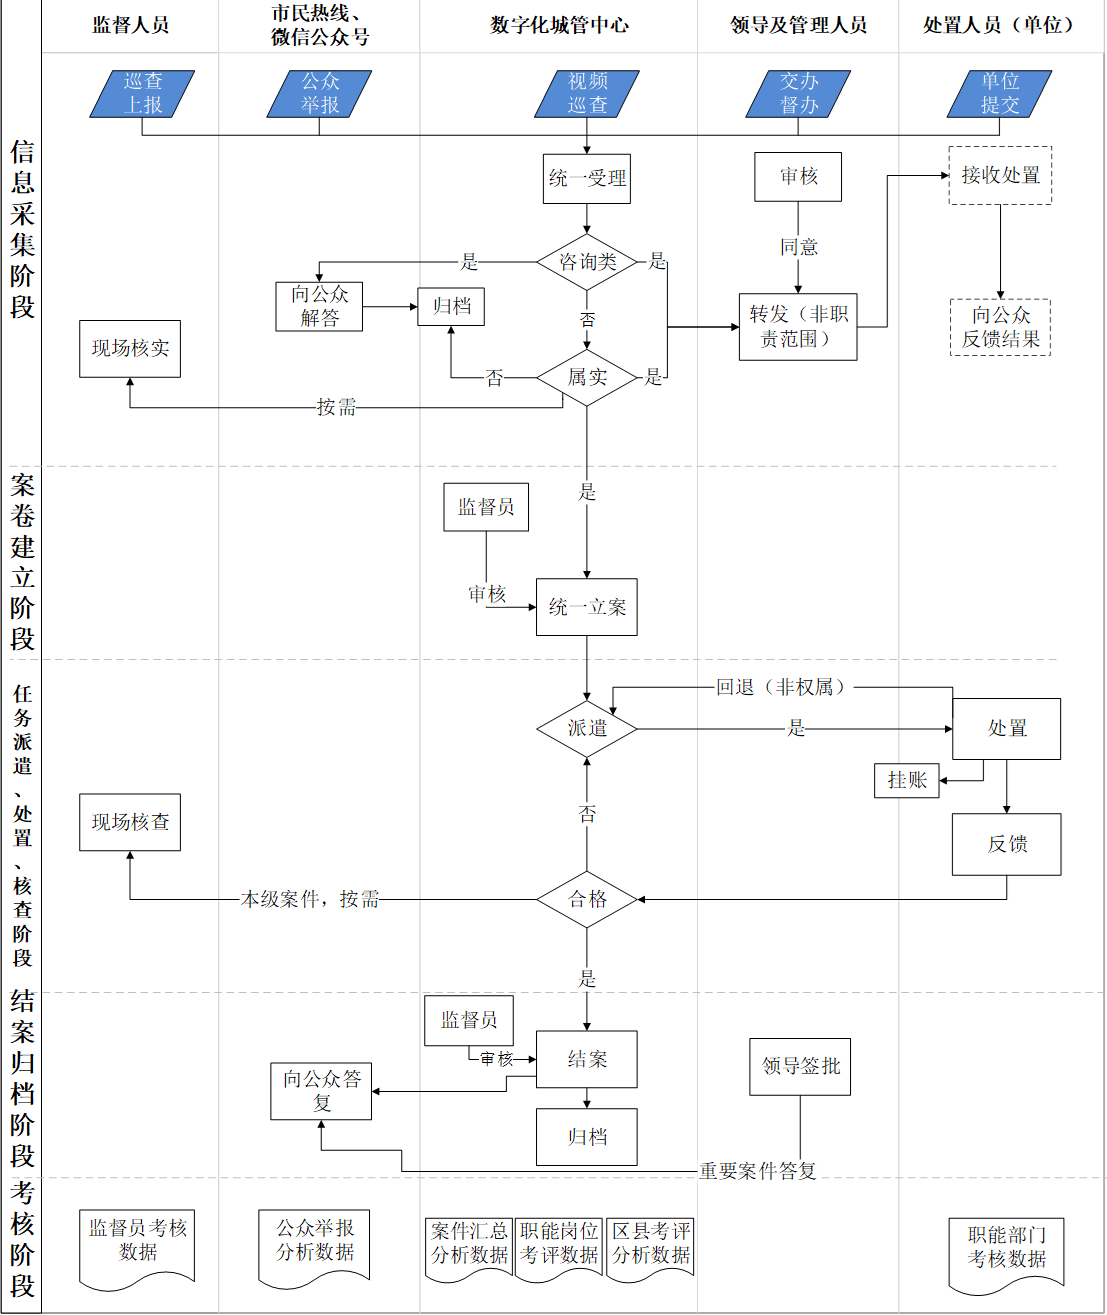 监督人员
市民热线、
微信公众号
数字化城管中心
领导及管理人员
处置人员（单位）
信息采集阶段
巡查
上报
公众
举报
视频
巡查
交办
督办
单位
提交
统一受理
审核
接收处置
同意
咨询类
是
是
向公众
解答
归档
否
转发（非职
责范围）
向公众
反馈结果
现场核实
属实
否
是
按需
案卷建立阶段
是
监督员
审核
统一立案
任务派遣、处置、核查阶段
回退（非权属）
派遣
是
处置
挂账
否
现场核查
反馈
本级案件，按需
合格
是
结案归档阶段
监督员
审核
结案
领导签批
向公众答
复
归档
重要案件答复
考核阶段
监督员考核
数据
公众举报
分析数据
案件汇总
分析数据
职能岗位
考评数据
区县考评
分析数据
职能部门
考核数据